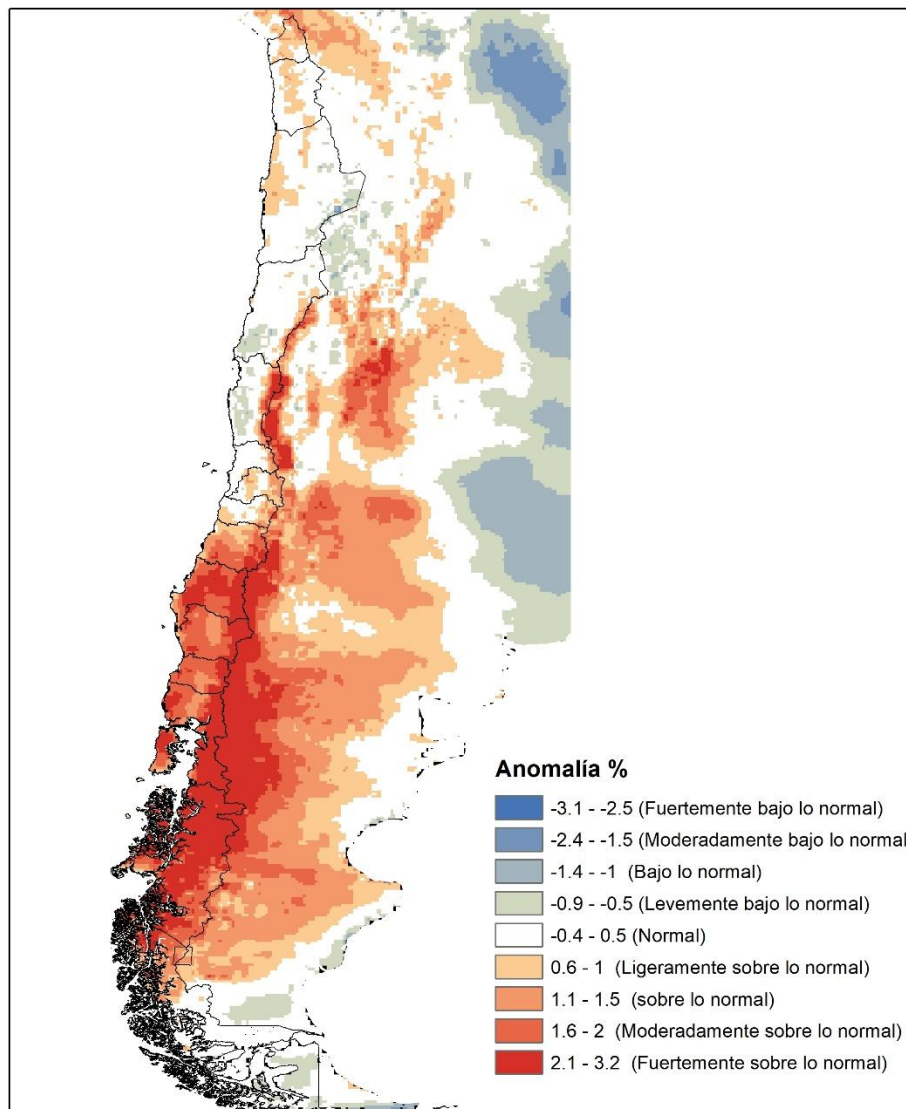 Anomalía %
-3.1 - -2.5 (Fuertemente bajo lo normal)
-2.4 - -1.5 (Moderadamente bajo lo normal
-1.4 - -1 (Bajo lo normal)
-0.9 - -0.5 (Levemente bajo lo normal)
-0.4 - 0.5 (Normal)
0.6 - 1 (Ligeramente sobre lo normal)
1.1 - 1.5 (sobre lo normal)
1.6 - 2 (Moderadamente sobre lo normal)
2.1 - 3.2 (Fuertemente sobre lo normal)